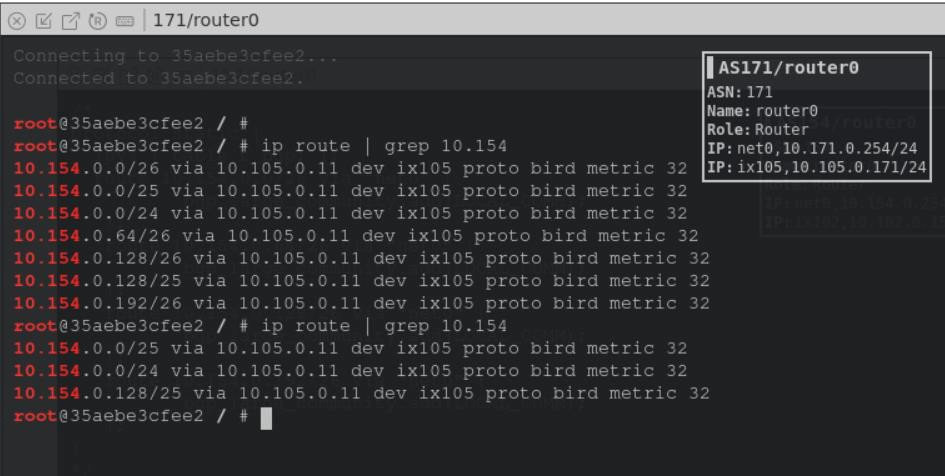 171/router0
Connecting to 35aebe3cfee2...
Connected to 35aebe3cfee2.
AS171/router0
ASN: 171
Name: router0
Role: Router
IP: net0,10.171.0.254/24
IP: ix105,10.105.0.171/24
root@35aebe3cfee2 / #
root@35aebe3cfee2 / # ip route | grep 10.154
10.154.0.0/26 via 10.105.0.11 dev ix105 proto bird metric 32
10.154.0.0/25 via 10.105.0.11 dev ix105 proto bird metric 32
10.154.0.0/24 via 10.105.0.11 dev ix105 proto bird metric 32
10.154.0.64/26 via 10.105.0.11 dev ix105 proto bird metric 32
10.154.0.128/26 via 10.105.0.11 dev ix105 proto bird metric 32
10.154.0.128/25 via 10.105.0.11 dev ix105 proto bird metric 32
10.154.0.192/26 via 10.105.0.11 dev ix105 proto bird metric 32
root@35aebe3cfee2 / # ip route | grep 10.154
10.154.0.0/25 via 10.105.0.11 dev ix105 proto bird metric 32
10.154.0.0/24 via 10.105.0.11 dev ix105 proto bird metric 32
10.154.0.128/25 via 10.105.0.11 dev ix105 proto bird metric 32
root@35aebe3cfee2 / #